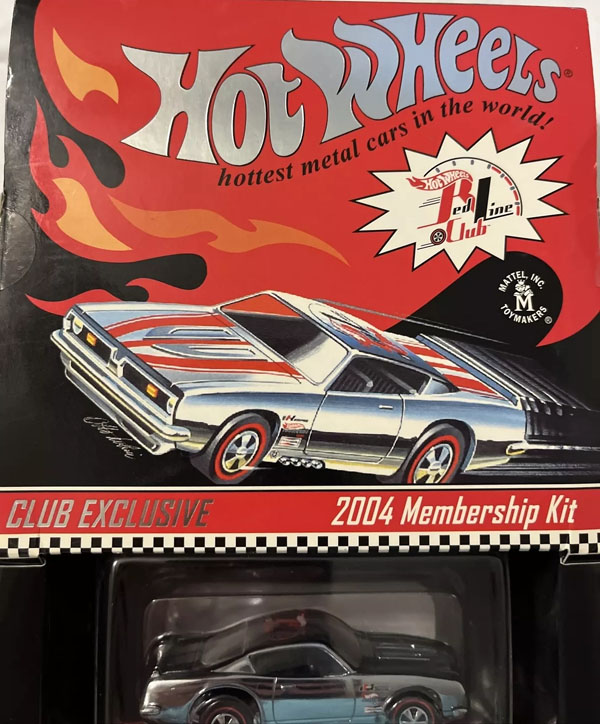 Hot Wheels®
hottest metal cars in the world!
Hot Wheels
Red Line
Club
MATTEL, INC.
M
TOYMAKERS®
CLUB EXCLUSIVE
2004 Membership Kit